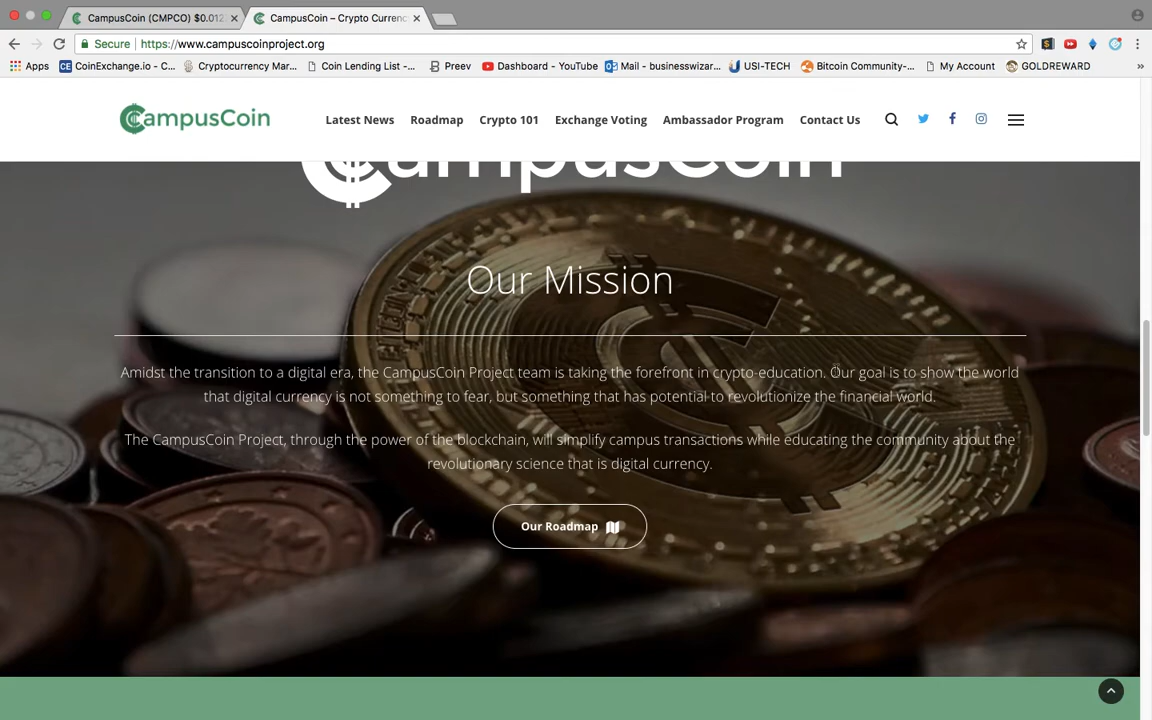 CampusCoin (CMPCO) $0.012
CampusCoin – Crypto Currenc
Secure
https://www.campuscoinproject.org
Apps
CoinExchange.io - C...
Cryptocurrency Mar...
Coin Lending List -...
Preev
Dashboard - YouTube
Mail - businesswizar...
USI-TECH
Bitcoin Community-...
My Account
GOLDREWARD
»
CampusCoin
Latest News
Roadmap
Crypto 101
Exchange Voting
Ambassador Program
Contact Us
CampusCoin
Our Mission
Amidst the transition to a digital era, the CampusCoin Project team is taking the forefront in crypto-education. Our goal is to show the world
that digital currency is not something to fear, but something that has potential to revolutionize the financial world.
The CampusCoin Project, through the power of the blockchain, will simplify campus transactions while educating the community about the
revolutionary science that is digital currency.
Our Roadmap